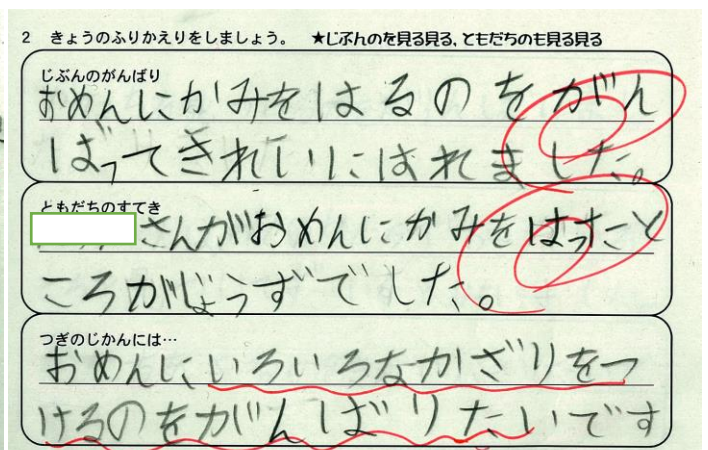 2 きょうのふりかえりをしましょう。 ★じぶんのを見る見る,ともだちのも見る見る
じぶんのがんばり
おめんにかみをはるのをがん
ばってきれいにはれました。
ともだちのすてき
さんがおめんにかみをはったこと
ころがじょうずでした。
つぎのじかんには…
おめんにいろいろなかざりをつ
けるのをがんばりたいです